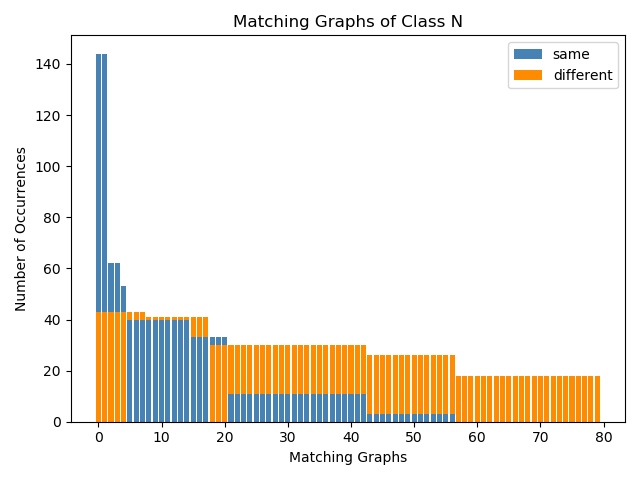 Matching Graphs of Class N
same
different
Number of Occurrences
140
120
100
80
60
40
20
0
0 10 20 30 40 50 60 70 80
Matching Graphs